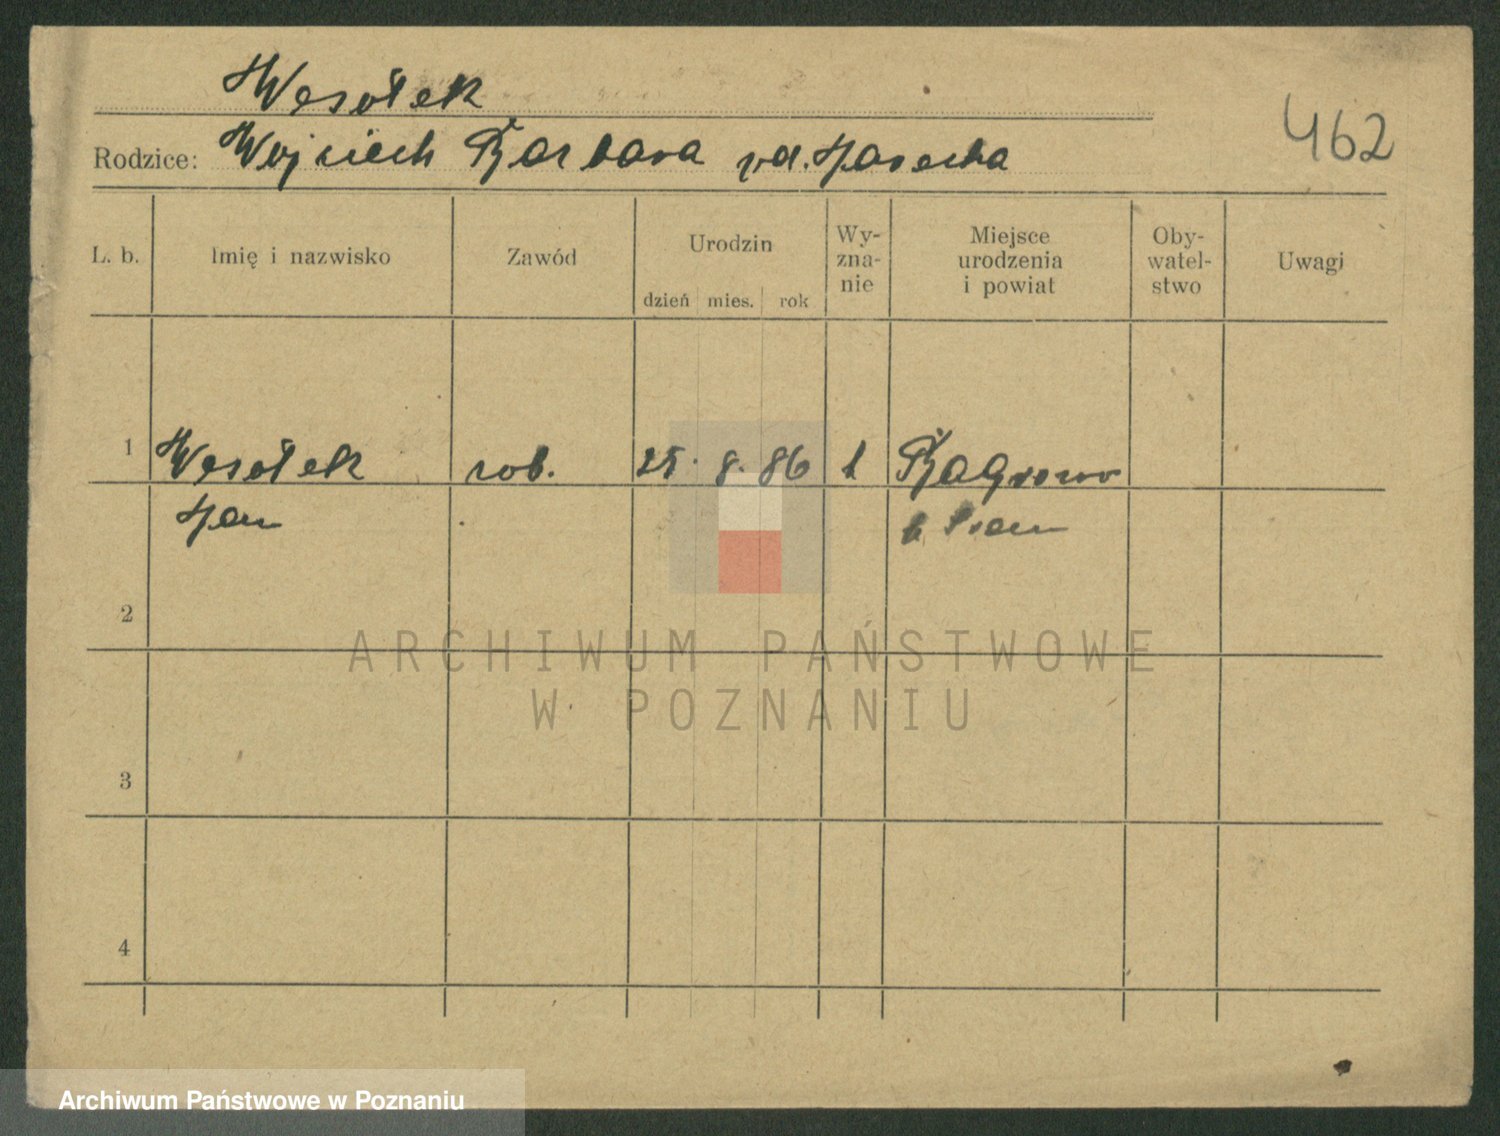 Wesołek
462
Rodzice: Wojciech Barbara
L. b.
Imię i nazwisko
Zawód
Urodzin
dzień mies. rok
Wy-
zna-
nie
Miejsce
urodzenia
i powiat
Oby-
watel-
stwo
Uwagi
1 Wesołek rob. 25. 8. 86
Jan
2
3
4
ARCHIWUM PAŃSTWOWE
W POZNANIU
Archiwum Państwowe w Poznaniu